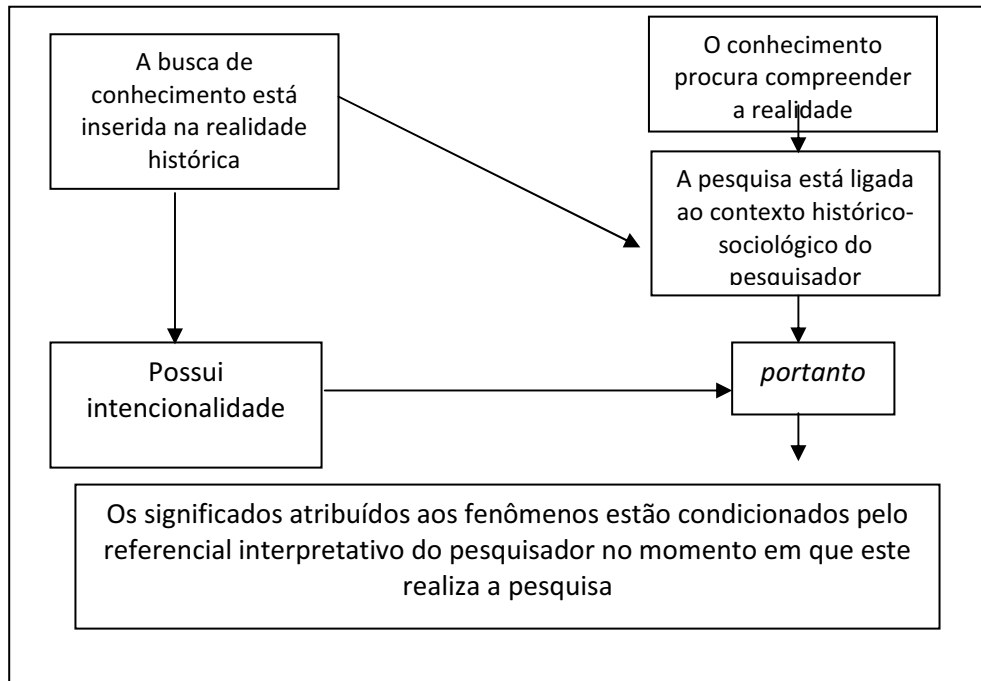 A busca de
conhecimento está
inserida na realidade
histórica
O conhecimento
procura compreender
a realidade
A pesquisa está ligada
ao contexto histórico-
sociológico do
pesquisador
Possui
intencionalidade
portanto
Os significados atribuídos aos fenômenos estão condicionados pelo
referencial interpretativo do pesquisador no momento em que este
realiza a pesquisa